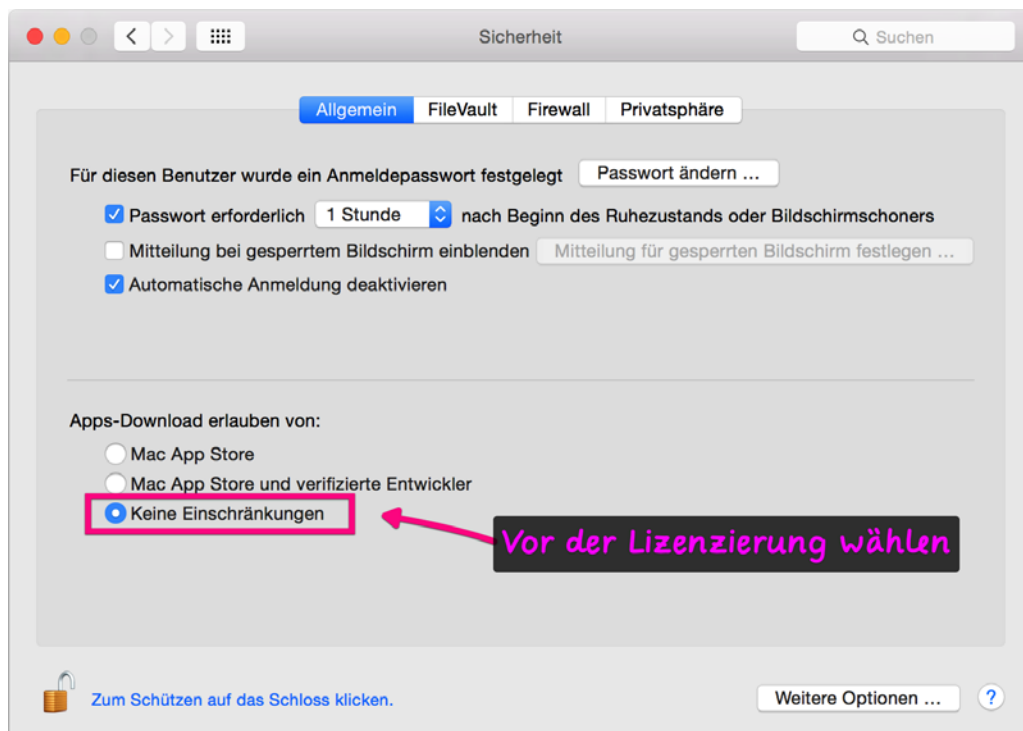 Sicherheit
Suchen
Allgemein FileVault Firewall Privatsphäre
Für diesen Benutzer wurde ein Anmeldepasswort festgelegt Passwort ändern ...
Passwort erforderlich 1 Stunde nach Beginn des Ruhezustands oder Bildschirmschoners
Mitteilung bei gesperrtem Bildschirm einblenden Mitteilung für gesperrten Bildschirm festlegen ...
Automatische Anmeldung deaktivieren
Apps-Download erlauben von:
Mac App Store
Mac App Store und verifizierte Entwickler
Keine Einschränkungen
Vor der Lizenzierung wählen
Zum Schützen auf das Schloss klicken.
Weitere Optionen ... ?